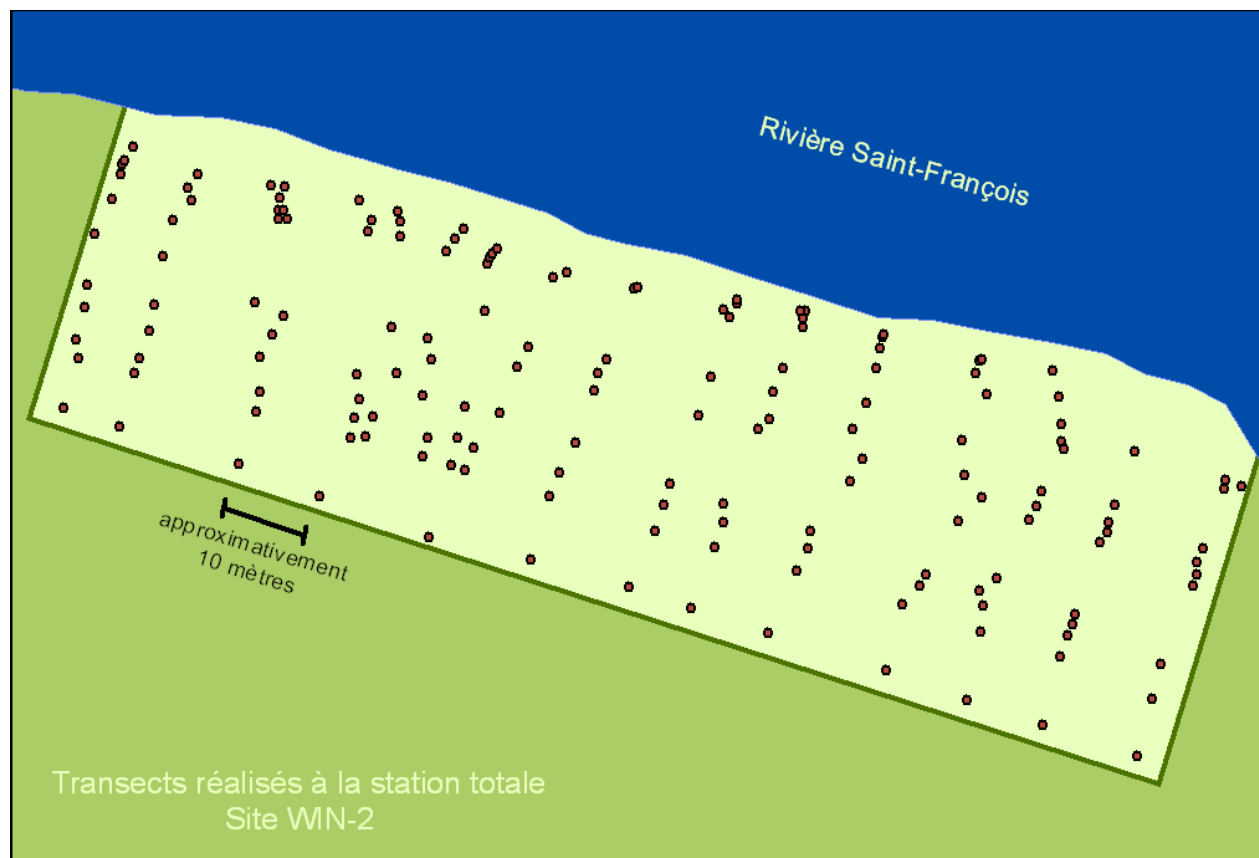 Rivière Saint-François
approximativement
10 mètres
Transects réalisés à la station totale
Site WIN-2